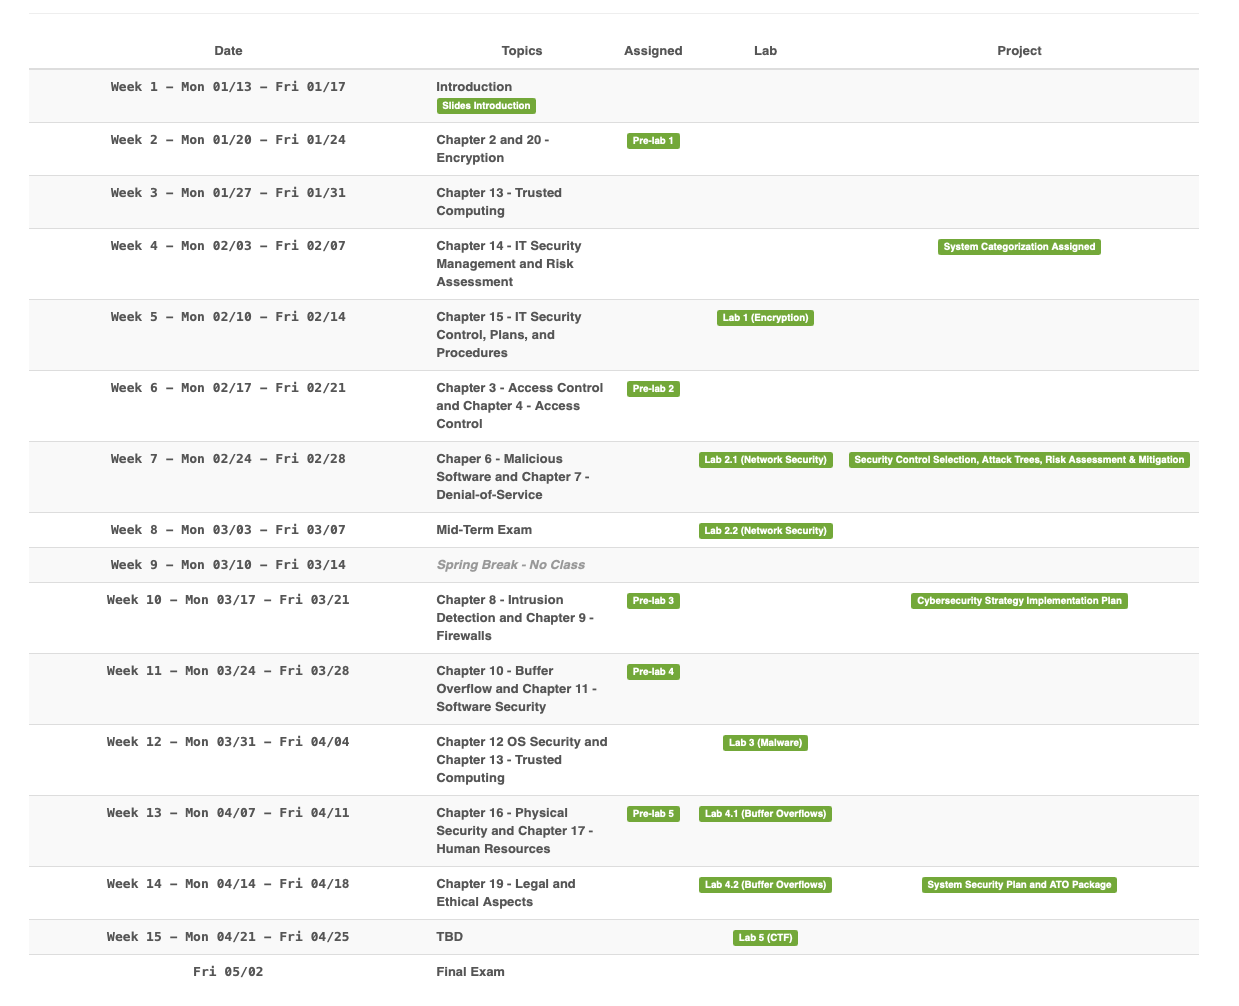 Date Topics Assigned Lab Project
Week 1 – Mon 01/13 – Fri 01/17 Introduction
Slides Introduction
Week 2 – Mon 01/20 – Fri 01/24 Chapter 2 and 20 - Pre-lab 1
Encryption
Week 3 – Mon 01/27 – Fri 01/31 Chapter 13 - Trusted
Computing
Week 4 – Mon 02/03 – Fri 02/07 Chapter 14 - IT Security System Categorization Assigned
Management and Risk
Assessment
Week 5 – Mon 02/10 – Fri 02/14 Chapter 15 - IT Security Lab 1 (Encryption)
Control, Plans, and
Procedures
Week 6 – Mon 02/17 – Fri 02/21 Chapter 3 - Access Control Pre-lab 2
and Chapter 4 - Access
Control
Week 7 – Mon 02/24 – Fri 02/28 Chaper 6 - Malicious Lab 2.1 (Network Security) Security Control Selection, Attack Trees, Risk Assessment & Mitigation
Software and Chapter 7 -
Denial-of-Service
Week 8 – Mon 03/03 – Fri 03/07 Mid-Term Exam Lab 2.2 (Network Security)
Week 9 – Mon 03/10 – Fri 03/14 Spring Break - No Class
Week 10 – Mon 03/17 – Fri 03/21 Chapter 8 - Intrusion Pre-lab 3 Cybersecurity Strategy Implementation Plan
Detection and Chapter 9 -
Firewalls
Week 11 – Mon 03/24 – Fri 03/28 Chapter 10 - Buffer Pre-lab 4
Overflow and Chapter 11 -
Software Security
Week 12 – Mon 03/31 – Fri 04/04 Chapter 12 OS Security and Lab 3 (Malware)
Chapter 13 - Trusted
Computing
Week 13 – Mon 04/07 – Fri 04/11 Chapter 16 - Physical Pre-lab 5 Lab 4.1 (Buffer Overflows)
Security and Chapter 17 -
Human Resources
Week 14 – Mon 04/14 – Fri 04/18 Chapter 19 - Legal and Lab 4.2 (Buffer Overflows) System Security Plan and ATO Package
Ethical Aspects
Week 15 – Mon 04/21 – Fri 04/25 TBD Lab 5 (CTF)
Fri 05/02 Final Exam